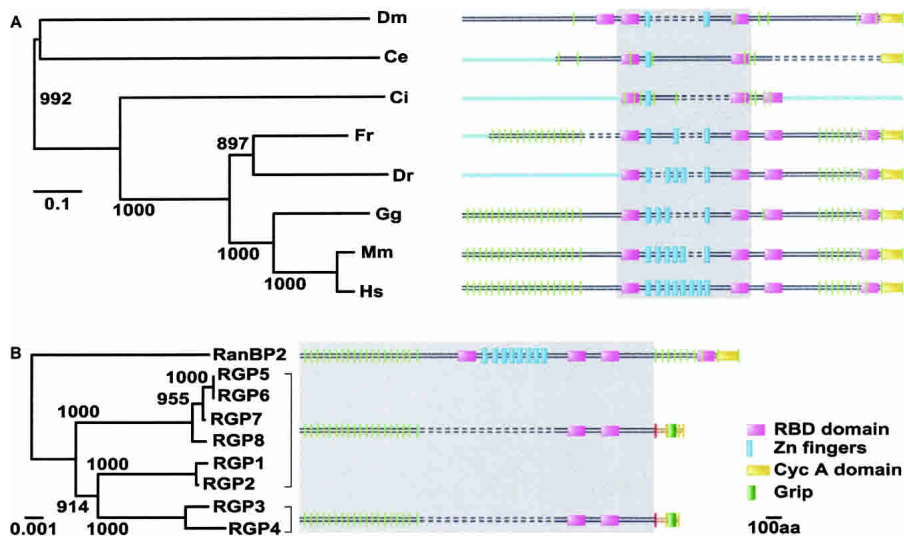 A
Dm
Ce
992
Ci
897
Fr
0.1
Dr
1000
Gg
1000
Mm
1000
Hs
B
RanBP2
1000
RGP5
RGP6
955
1000
RGP7
RGP8
1000
RGP1
RGP2
914
RGP3
0.001
1000
RGP4
RBD domain
Zn fingers
Cyc A domain
Grip
100aa